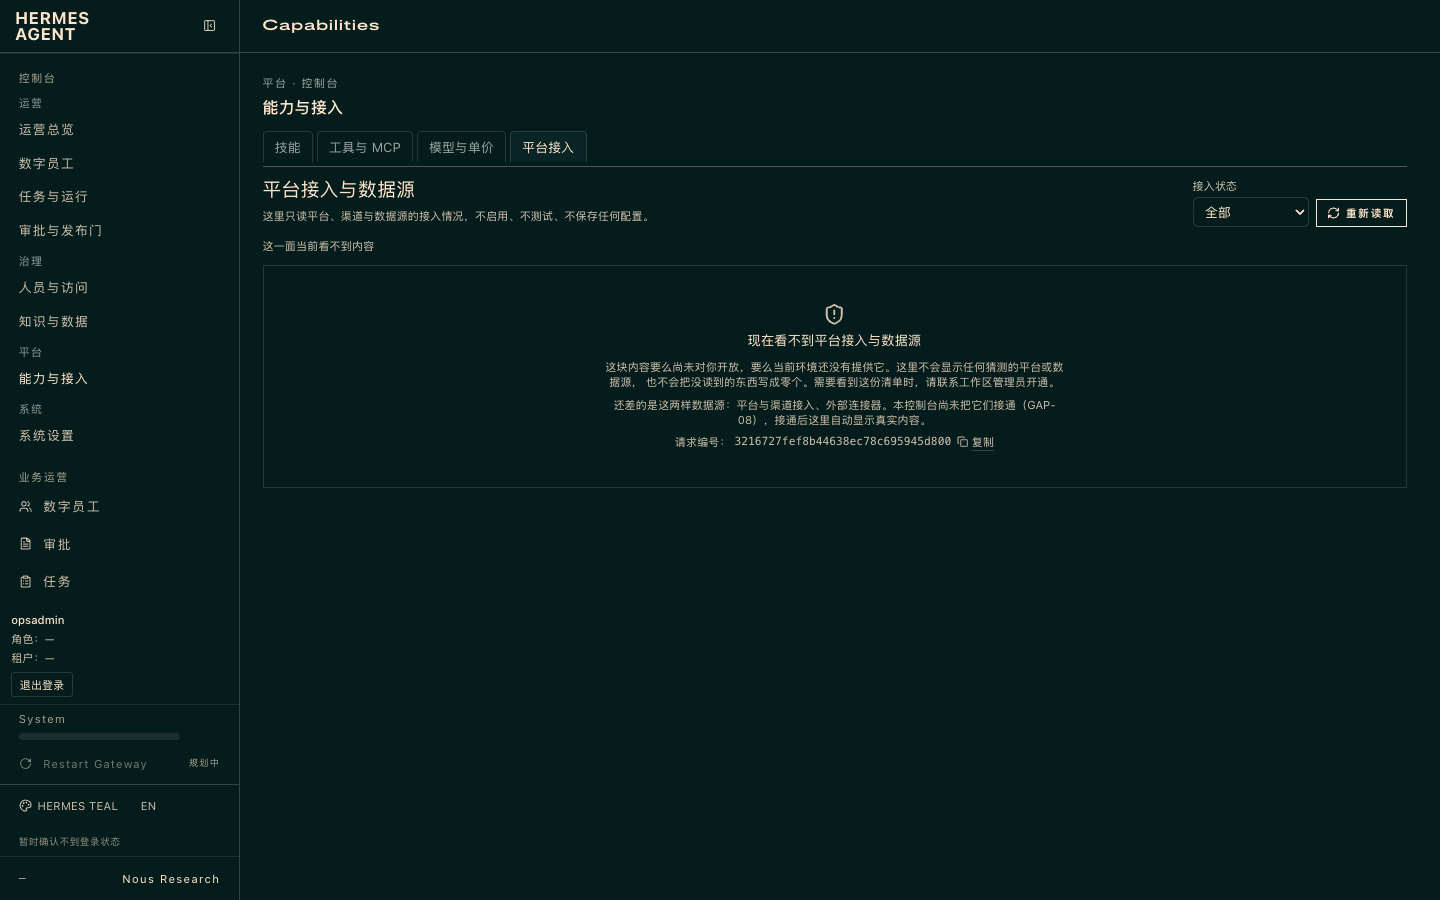 HERMES
AGENT
Capabilities
控制台
运营
运营总览
数字员工
任务与运行
审批与发布门
治理
人员与访问
知识与数据
平台
能力与接入
系统
系统设置
业务运营
数字员工
审批
任务
opsadmin
角色： —
租户： —
退出登录
System
Restart Gateway 规划中
HERMES TEAL EN
暂时确认不到登录状态
— Nous Research
平台 · 控制台
能力与接入
技能 工具与 MCP 模型与单价 平台接入
平台接入与数据源
这里只读平台、渠道与数据源的接入情况，不启用、不测试、不保存任何配置。
接入状态
全部 重新读取
这一面当前看不到内容
现在看不到平台接入与数据源
这块内容要么尚未对你开放，要么当前环境还没有提供它。这里不会显示任何猜测的平台或数
据源， 也不会把没读到的东西写成零个。需要看到这份清单时，请联系工作区管理员开通。
还差的是这两样数据源：平台与渠道接入、外部连接器。本控制台尚未把它们接通（GAP-
08），接通后这里自动显示真实内容。
请求编号： 3216727fef8b44638ec78c695945d800 复制